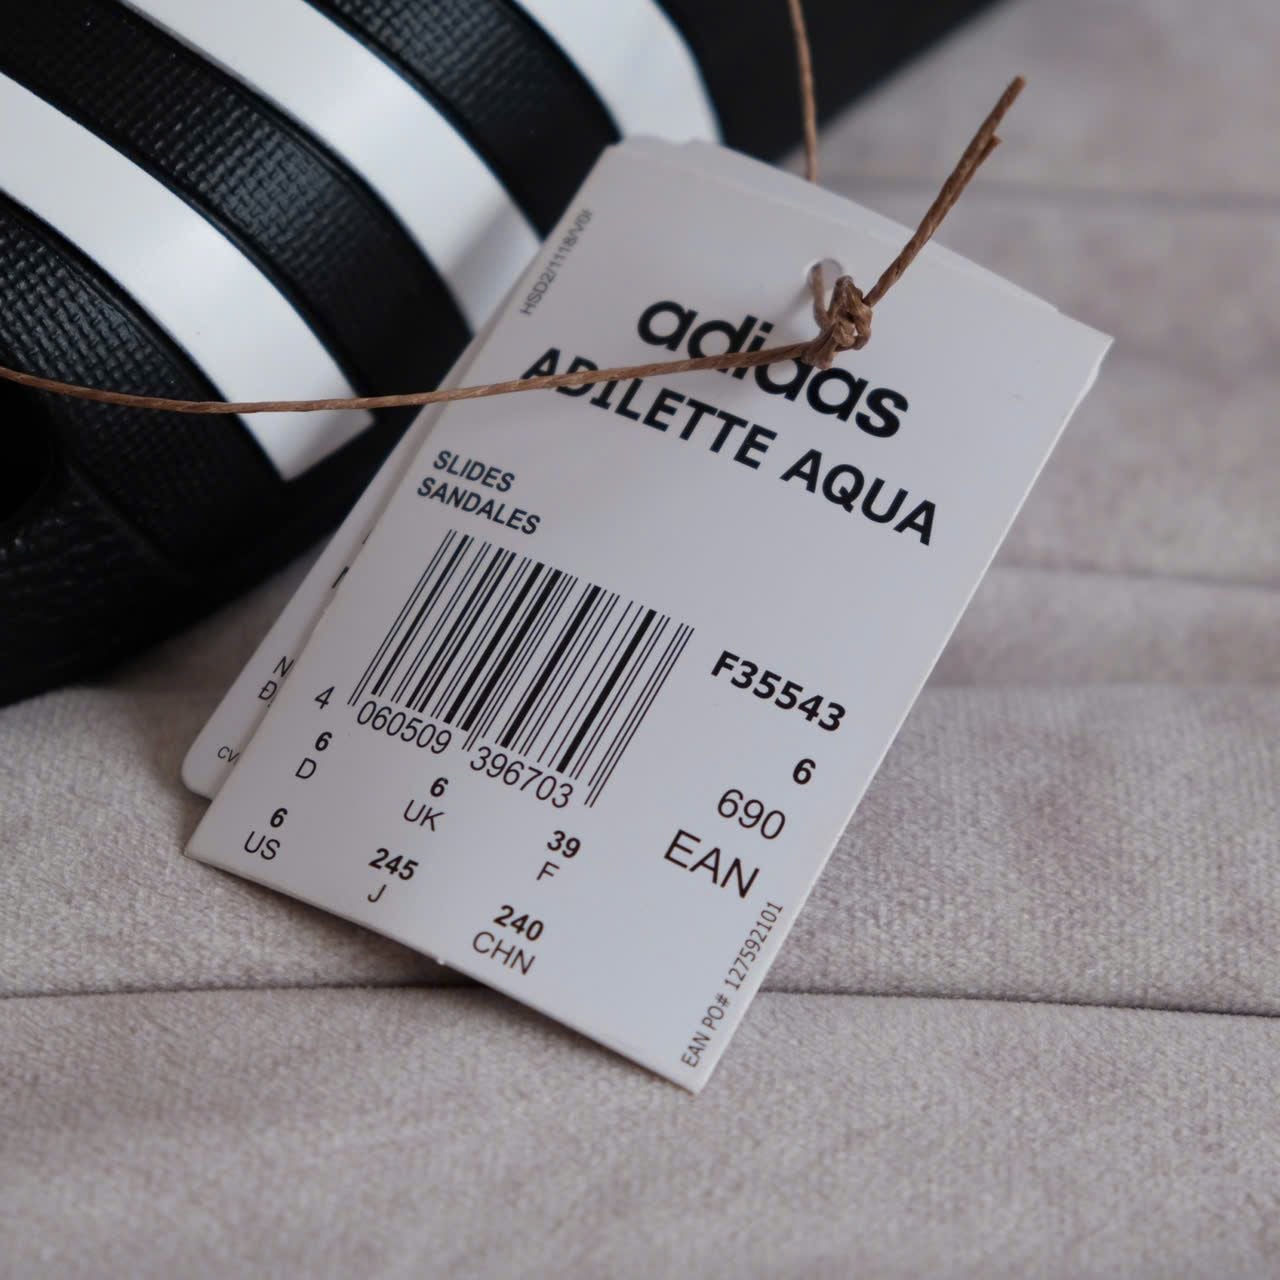 HSD2/1118/V0I
adidas
ADILETTE AQUA
SLIDES
SANDALES
F35543
4 060509 396703
6
690
EAN
6 D
6 UK
39 F
6 US
245 J
240 CHN
EAN PO# 127592101